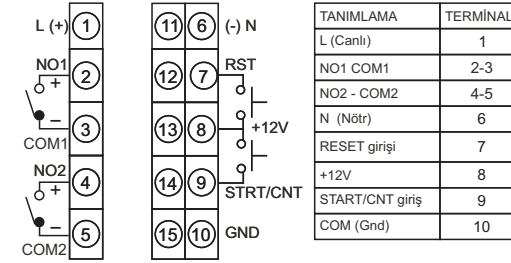 L (+) 1
NO1 2
+
–
3
COM1
NO2 4
+
–
5
COM2
11 6 (-) N
12 7 RST
13 8 +12V
14 9 STRT/CNT
15 10 GND
TANIMLAMA TERMİNAL
L (Canlı) 1
NO1 COM1 2-3
NO2 - COM2 4-5
N (Nötr) 6
RESET girişi 7
+12V 8
START/CNT giriş 9
COM (Gnd) 10